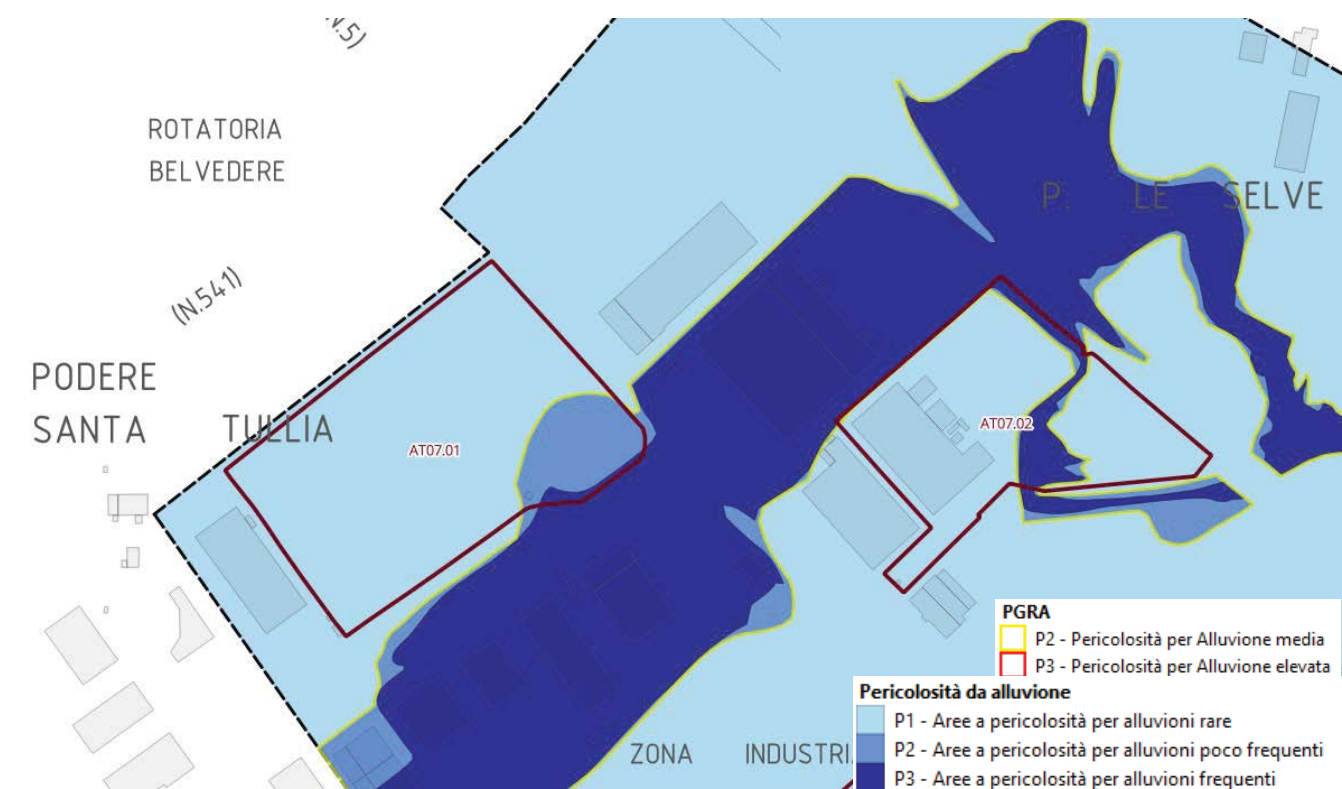 (N.5)
ROTATORIA
BELVEDERE
P. LE SELVE
(N.541)
PODERE
SANTA TULLIA
AT07.01
AT07.02
PGRA
P2 - Pericolosità per Alluvione media
P3 - Pericolosità per Alluvione elevata
Pericolosità da alluvione
P1 - Aree a pericolosità per alluvioni rare
P2 - Aree a pericolosità per alluvioni poco frequenti
P3 - Aree a pericolosità per alluvioni frequenti
ZONA INDUSTRI